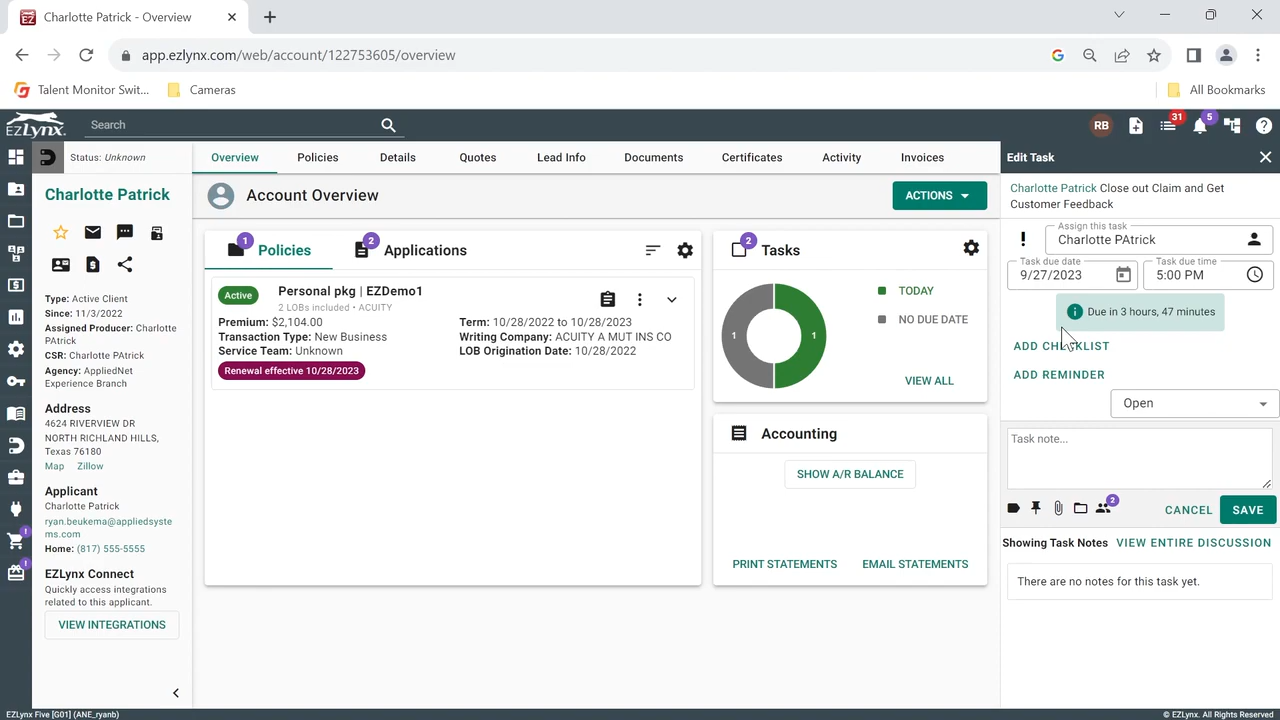 Charlotte Patrick - Overview
app.ezlynx.com/web/account/122753605/overview
Talent Monitor Swit...
Cameras
All Bookmarks
EZLynx
Search
RB
31
5
Status: Unknown
Charlotte Patrick
Type: Active Client
Since: 11/3/2022
Assigned Producer: Charlotte
PAtrick
CSR: Charlotte PAtrick
Agency: AppliedNet
Experience Branch
Address
4624 RIVERVIEW DR
NORTH RICHLAND HILLS,
Texas 76180
Map Zillow
Applicant
Charlotte Patrick
ryan.beukema@appliedsyste
ms.com
Home: (817) 555-5555
EZLynx Connect
Quickly access integrations
related to this applicant.
VIEW INTEGRATIONS
Overview Policies Details Quotes Lead Info Documents Certificates Activity Invoices
Account Overview
ACTIONS
1
Policies
2
Applications
Active
Personal pkg | EZDemo1
2 LOBs included • ACUITY
Premium: $2,104.00
Transaction Type: New Business
Service Team: Unknown
Term: 10/28/2022 to 10/28/2023
Writing Company: ACUITY A MUT INS CO
LOB Origination Date: 10/28/2022
Renewal effective 10/28/2023
2
Tasks
1
1
TODAY
NO DUE DATE
VIEW ALL
Accounting
SHOW A/R BALANCE
PRINT STATEMENTS EMAIL STATEMENTS
Edit Task
Charlotte Patrick Close out Claim and Get
Customer Feedback
Assign this task
Charlotte PAtrick
Task due date
9/27/2023
Task due time
5:00 PM
Due in 3 hours, 47 minutes
ADD CHECKLIST
ADD REMINDER
Open
Task note...
2
CANCEL SAVE
Showing Task Notes VIEW ENTIRE DISCUSSION
There are no notes for this task yet.
EZLynx Five [G01] (ANE_ryanb)
© EZLynx. All Rights Reserved